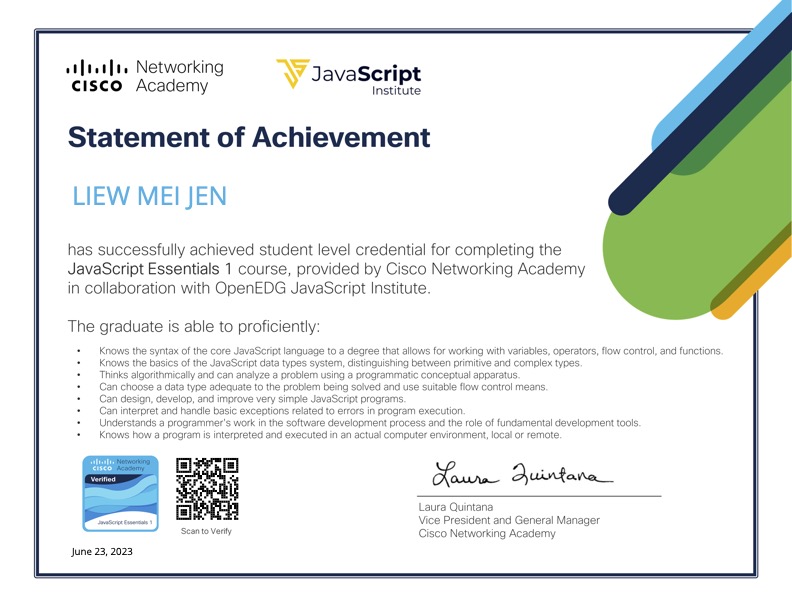 CISCO Networking Academy
JavaScript Institute
Statement of Achievement
LIEW MEI JEN
has successfully achieved student level credential for completing the
JavaScript Essentials 1 course, provided by Cisco Networking Academy
in collaboration with OpenEDG JavaScript Institute.
The graduate is able to proficiently:
• Knows the syntax of the core JavaScript language to a degree that allows for working with variables, operators, flow control, and functions.
• Knows the basics of the JavaScript data types system, distinguishing between primitive and complex types.
• Thinks algorithmically and can analyze a problem using a programmatic conceptual apparatus.
• Can choose a data type adequate to the problem being solved and use suitable flow control means.
• Can design, develop, and improve very simple JavaScript programs.
• Can interpret and handle basic exceptions related to errors in program execution.
• Understands a programmer's work in the software development process and the role of fundamental development tools.
• Knows how a program is interpreted and executed in an actual computer environment, local or remote.
CISCO Networking Academy
Verified
JavaScript Essentials 1
Scan to Verify
June 23, 2023
Laura Quintana
Laura Quintana
Vice President and General Manager
Cisco Networking Academy